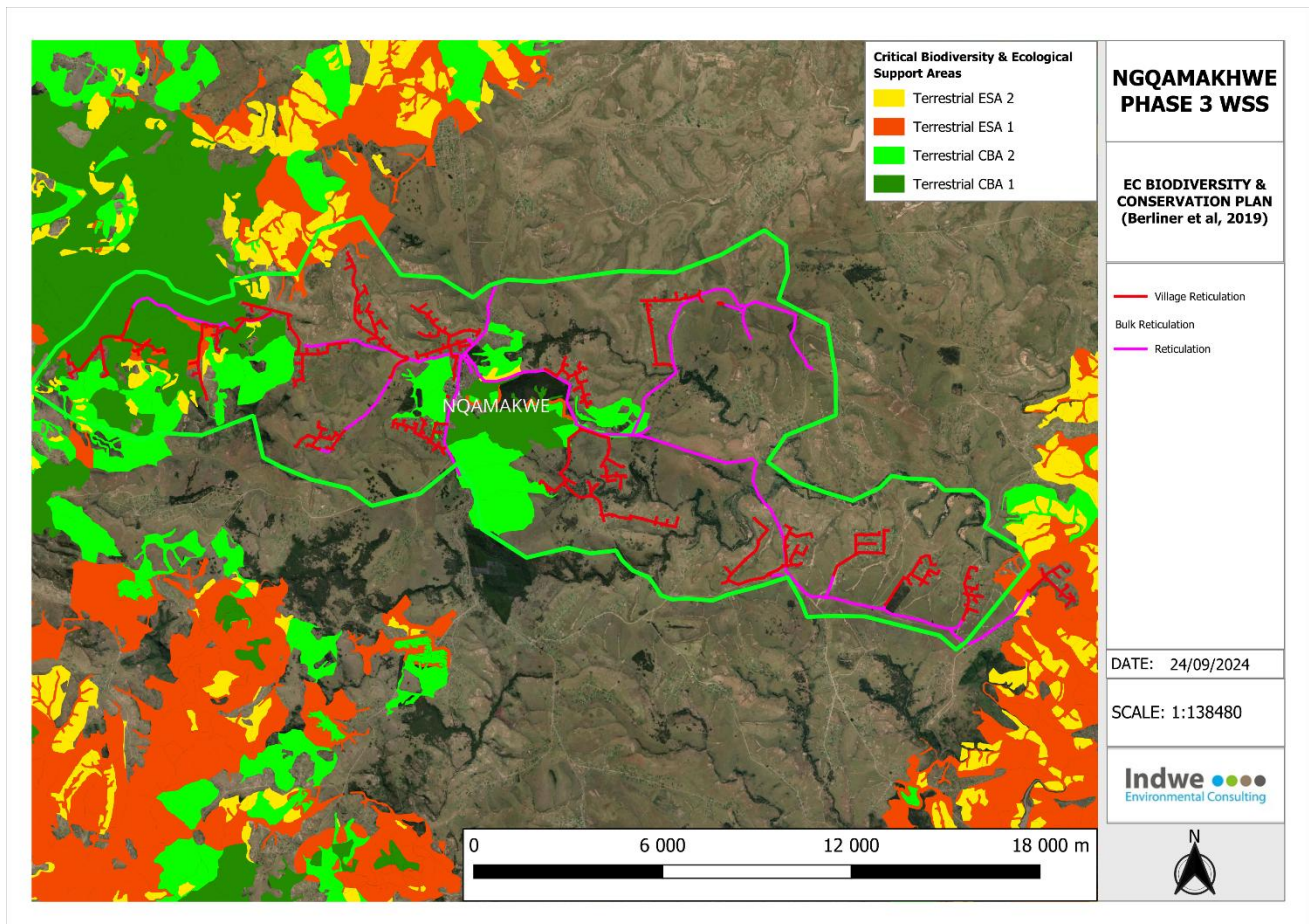 Critical Biodiversity & Ecological
Support Areas
Terrestrial ESA 2
Terrestrial ESA 1
Terrestrial CBA 2
Terrestrial CBA 1
NQAMAKWE
0 6 000 12 000 18 000 m
NGQAMAKHWE
PHASE 3 WSS
EC BIODIVERSITY &
CONSERVATION PLAN
(Berliner et al, 2019)
Village Reticulation
Bulk Reticulation
Reticulation
DATE: 24/09/2024
SCALE: 1:138480
Indwe
Environmental Consulting
N